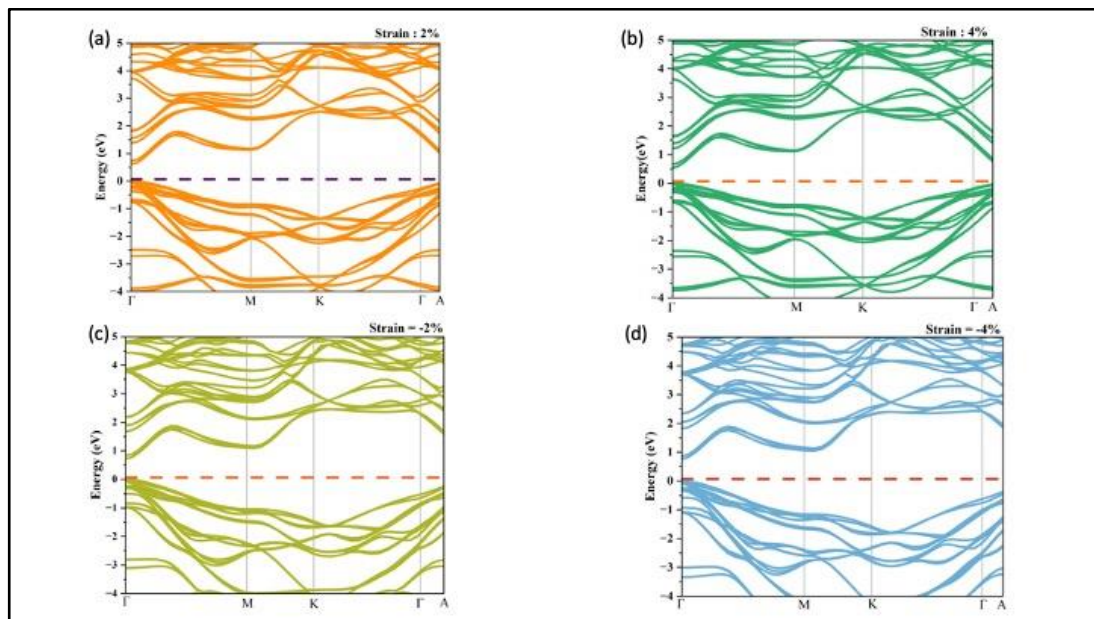 (a)
Strain : 2%
Energy (eV)
5
4
3
2
1
0
−1
−2
−3
−4
Γ M K Γ A
(b)
Strain : 4%
Energy(eV)
5
4
3
2
1
0
−1
−2
−3
−4
Γ M K Γ A
(c)
Strain = -2%
Energy (eV)
5
4
3
2
1
0
−1
−2
−3
−4
Γ M K Γ A
(d)
Strain = -4%
Energy (eV)
5
4
3
2
1
0
−1
−2
−3
−4
Γ M K Γ A